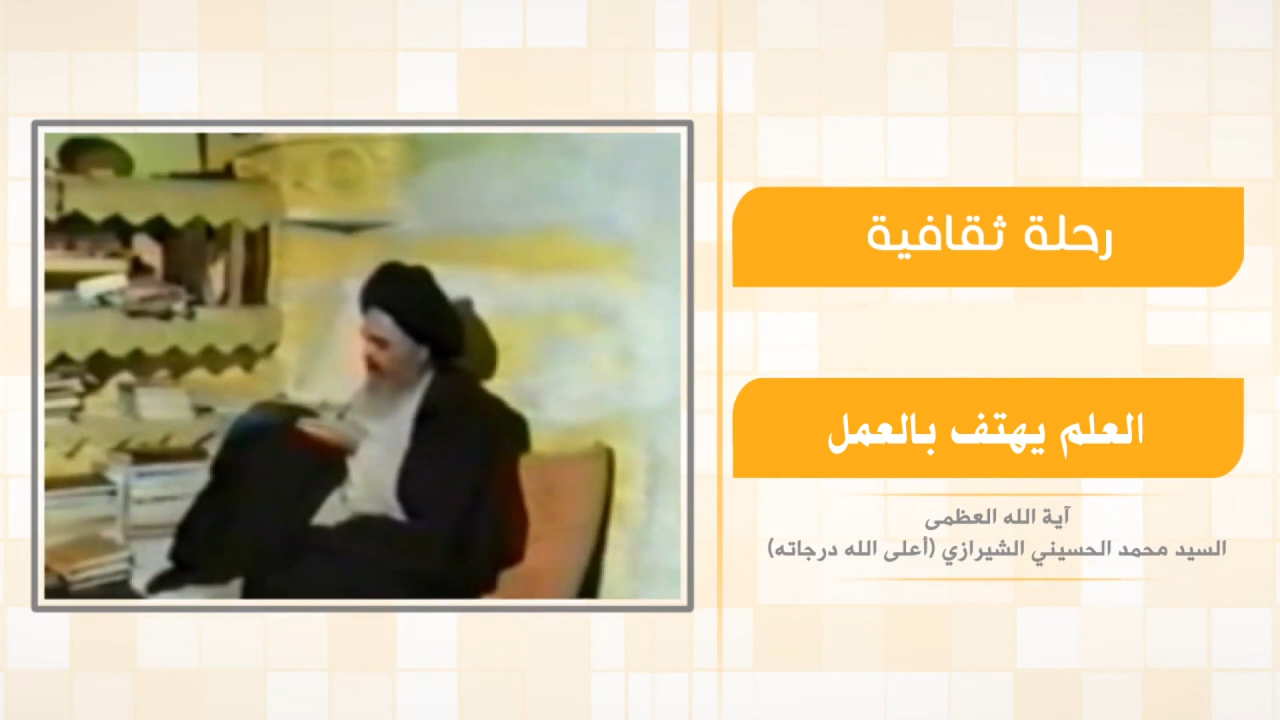 رحلة ثقافية
العلم يهتف بالعمل
آية الله العظمى
السيد محمد الحسيني الشيرازي (أعلى الله درجاته)